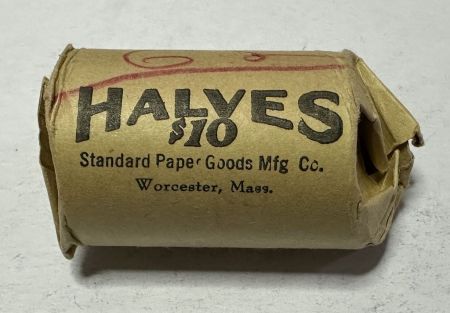 HALVES
$10
Standard Paper Goods Mfg Co.
Worcester, Mass.